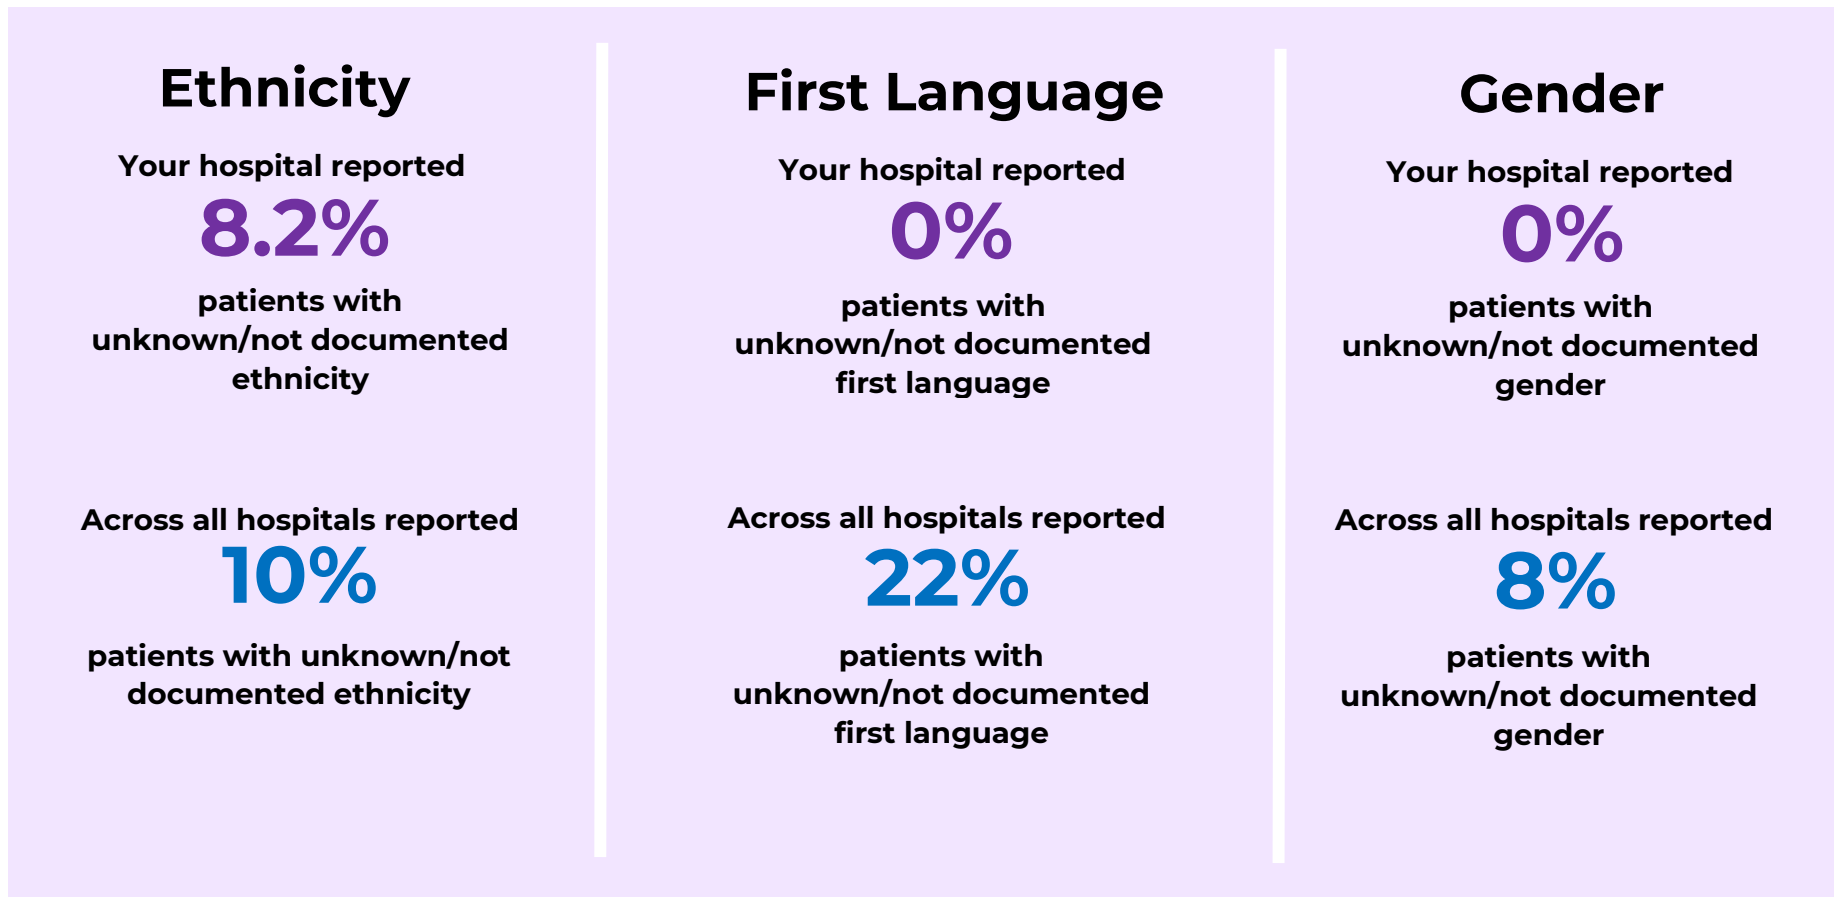 Ethnicity
Your hospital reported
8.2%
patients with
unknown/not documented
ethnicity
Across all hospitals reported
10%
patients with unknown/not
documented ethnicity
First Language
Your hospital reported
0%
patients with
unknown/not documented
first language
Across all hospitals reported
22%
patients with
unknown/not documented
first language
Gender
Your hospital reported
0%
patients with
unknown/not documented
gender
Across all hospitals reported
8%
patients with
unknown/not documented
gender